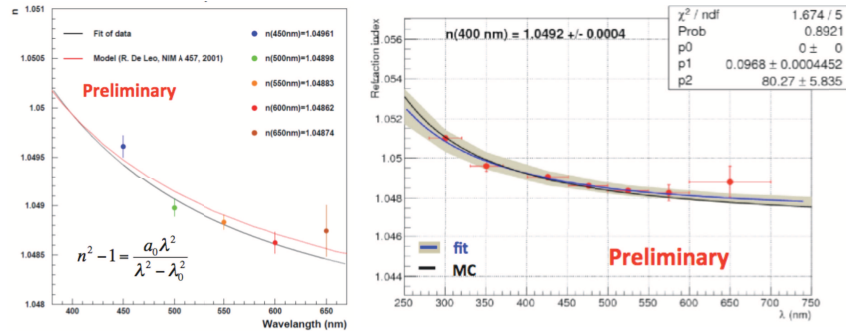 n
1.051
1.0505
1.05
1.0495
1.049
1.0485
1.048
Fit of data
Model (R. De Leo, NIM A 457, 2001)
Preliminary
n(450nm)=1.04961
n(500nm)=1.04898
n(550nm)=1.04883
n(600nm)=1.04862
n(650nm)=1.04874
n² − 1 = a₀λ² / (λ² − λ₀²)
400 450 500 550 600 650
Wavelength (nm)
Refraction index
1.056
1.054
1.052
1.05
1.048
1.046
1.044
n(400 nm) = 1.0492 +/- 0.0004
χ² / ndf 1.674 / 5
Prob 0.8921
p0 0 ± 0
p1 0.0968 ± 0.0004452
p2 80.27 ± 5.835
fit
MC
Preliminary
250 300 350 400 450 500 550 600 650 700 750
λ (nm)